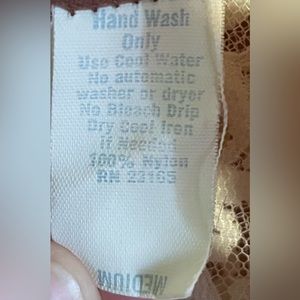 Hand Wash
Only
Use Cool Water
No automatic
washer or dryer
No Bleach Drip
Dry Cool Iron
if Needed
100% Nylon
RN 23165
MEDIUM